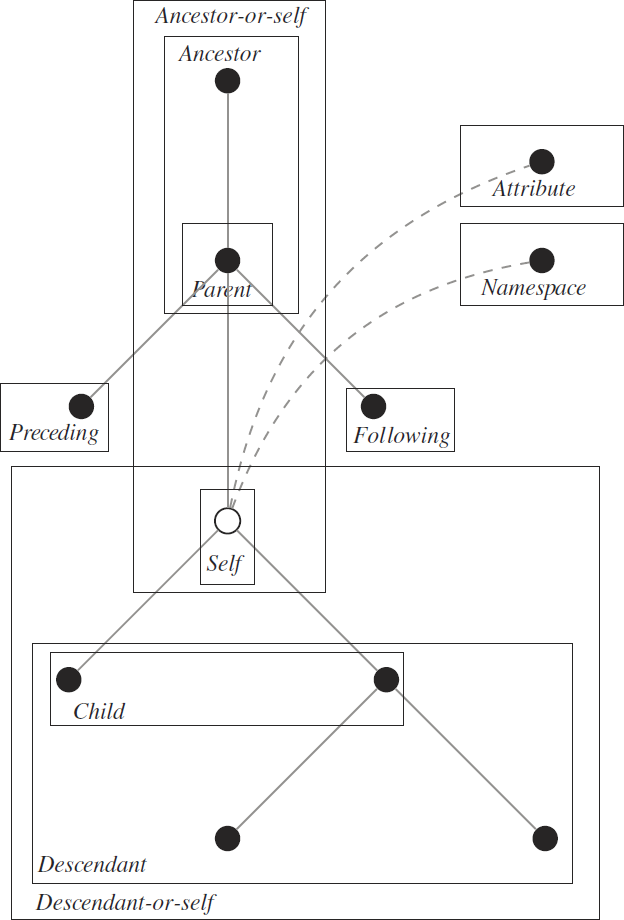 Ancestor-or-self
Ancestor
Attribute
Parent
Namespace
Preceding
Following
Self
Child
Descendant
Descendant-or-self